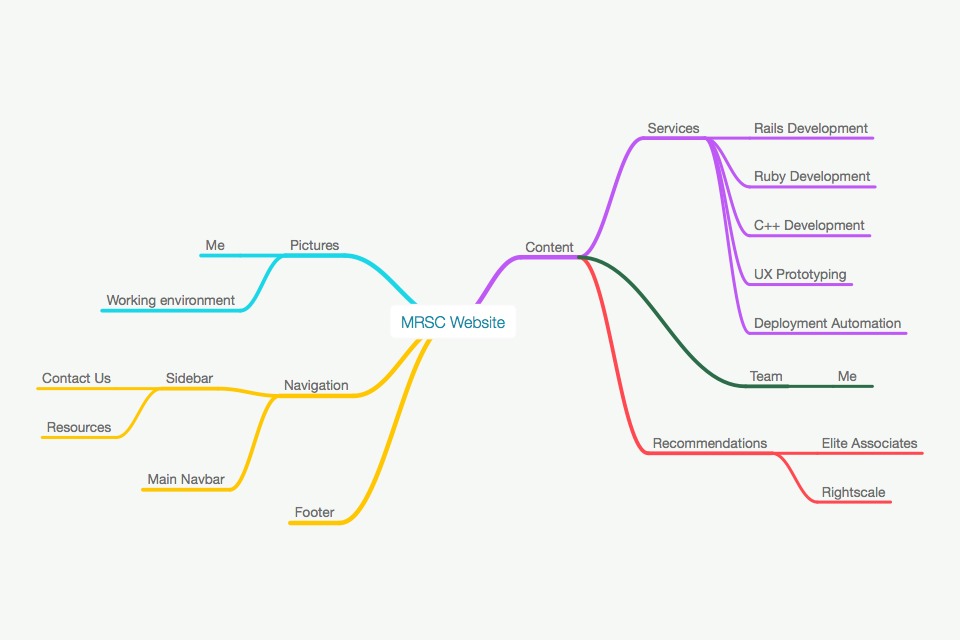 MRSC Website
Content
Services
Rails Development
Ruby Development
C++ Development
UX Prototyping
Deployment Automation
Team
Me
Recommendations
Elite Associates
Rightscale
Pictures
Me
Working environment
Navigation
Sidebar
Contact Us
Resources
Main Navbar
Footer